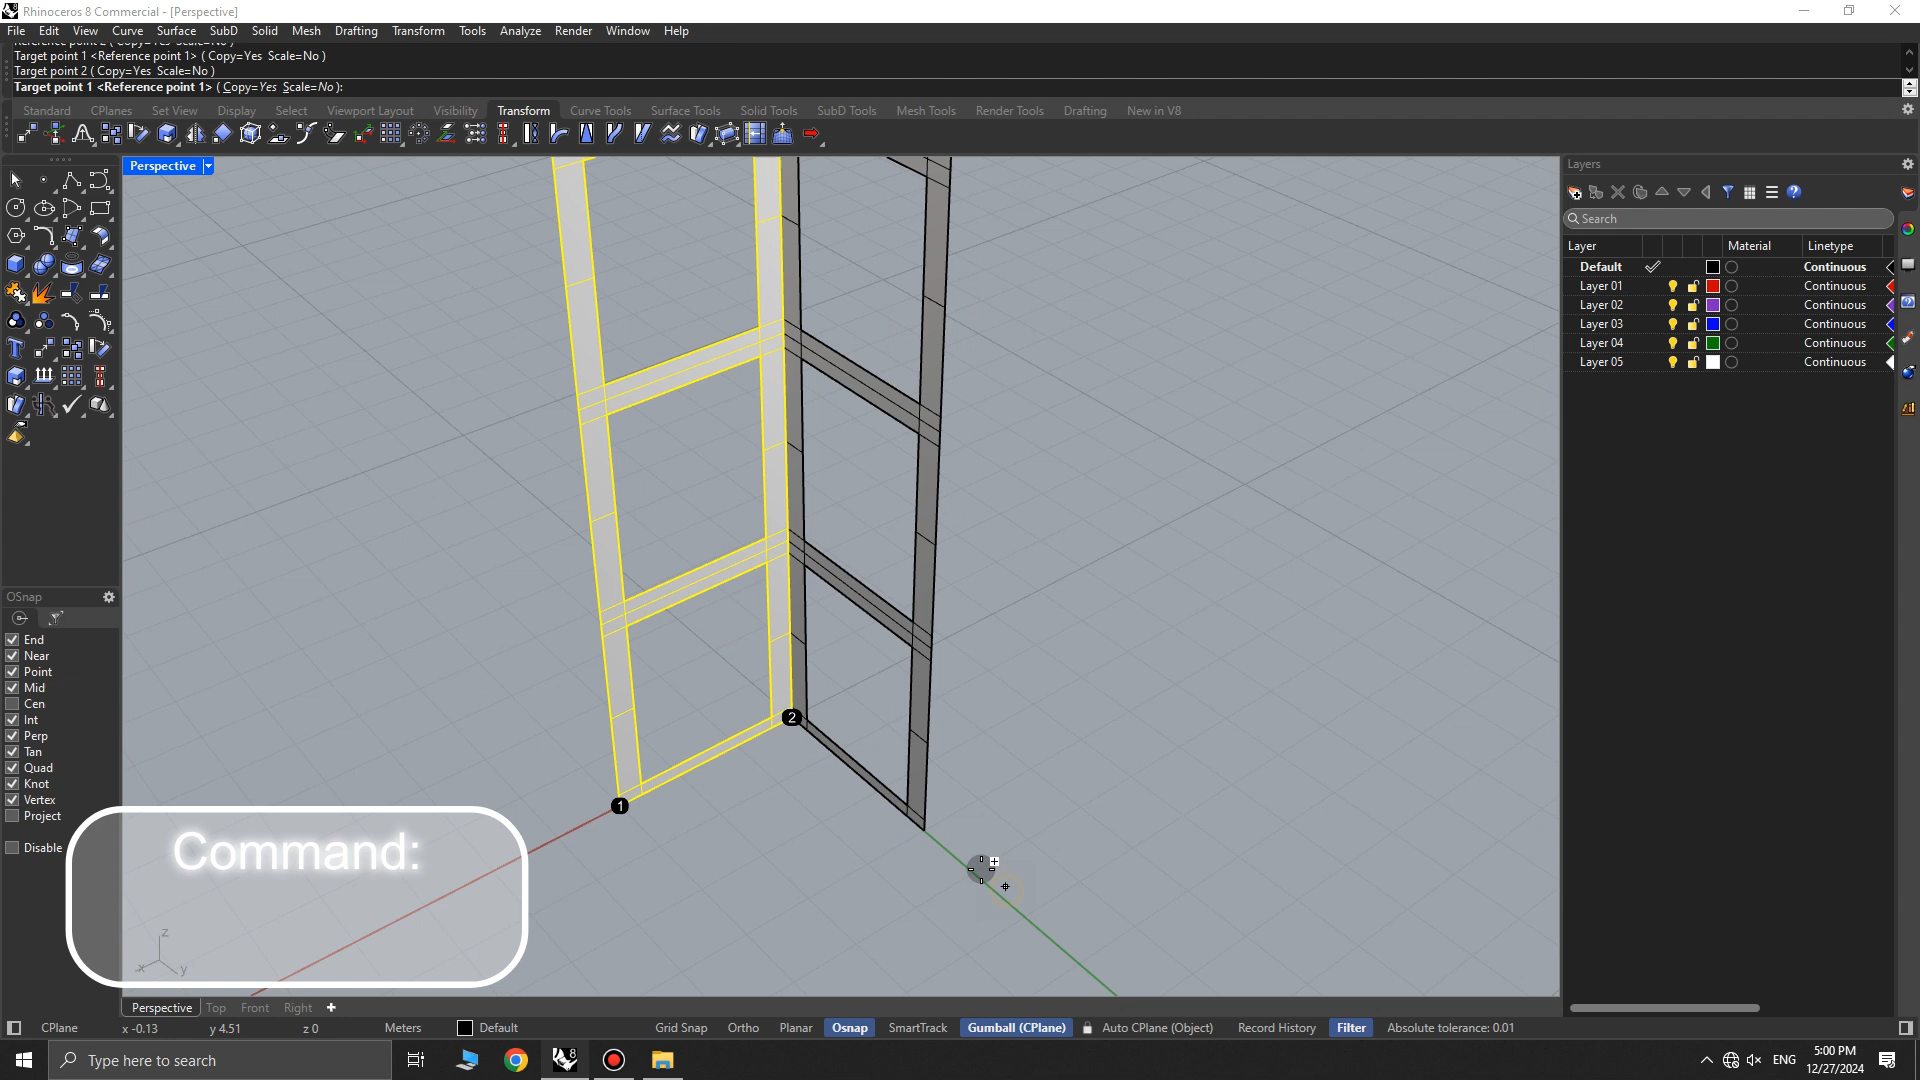 Rhinoceros 8 Commercial - [Perspective]
File Edit View Curve Surface SubD Solid Mesh Drafting Transform Tools Analyze Render Window Help
Target point 1 <Reference point 1> ( Copy=Yes Scale=No )
Target point 2 ( Copy=Yes Scale=No )
Target point 1 <Reference point 1> ( Copy=Yes Scale=No ):
Standard CPlanes Set View Display Select Viewport Layout Visibility Transform Curve Tools Surface Tools Solid Tools SubD Tools Mesh Tools Render Tools Drafting New in V8
Perspective
Layers
Search
Layer Material Linetype
Default Continuous
Layer 01 Continuous
Layer 02 Continuous
Layer 03 Continuous
Layer 04 Continuous
Layer 05 Continuous
OSnap
End
Near
Point
Mid
Cen
Int
Perp
Tan
Quad
Knot
Vertex
Project
Disable
2
1
Command:
z
x y
Perspective Top Front Right
CPlane x -0.13 y 4.51 z 0 Meters Default Grid Snap Ortho Planar Osnap SmartTrack Gumball (CPlane) Auto CPlane (Object) Record History Filter Absolute tolerance: 0.01
Type here to search
8
ENG
5:00 PM
12/27/2024